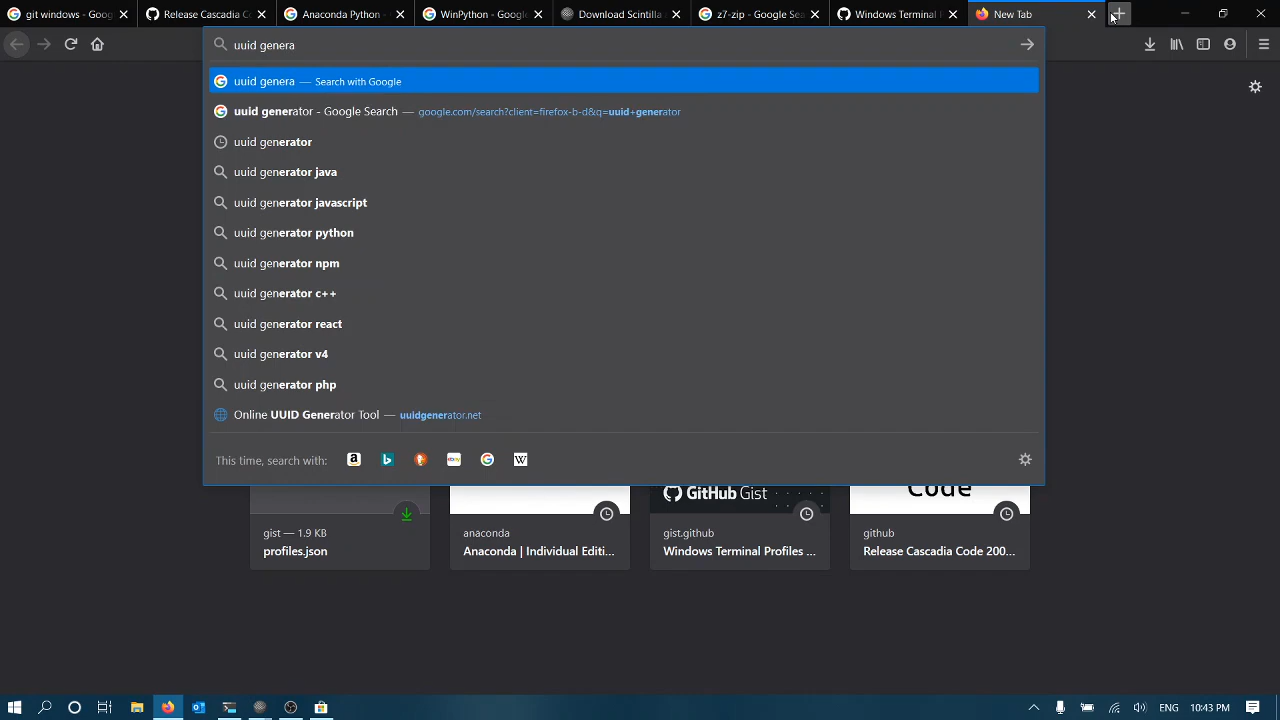 git windows - Goog
Release Cascadia Co
Anaconda Python - G
WinPython - Google
Download Scintilla a
z7-zip - Google Sea
Windows Terminal P
New Tab
uuid genera
uuid genera — Search with Google
uuid generator - Google Search — google.com/search?client=firefox-b-d&q=uuid+generator
uuid generator
uuid generator java
uuid generator javascript
uuid generator python
uuid generator npm
uuid generator c++
uuid generator react
uuid generator v4
uuid generator php
Online UUID Generator Tool — uuidgenerator.net
This time, search with:
GitHub Gist
Code
gist — 1.9 KB
profiles.json
anaconda
Anaconda | Individual Editi...
gist.github
Windows Terminal Profiles ...
github
Release Cascadia Code 200...
ENG
10:43 PM